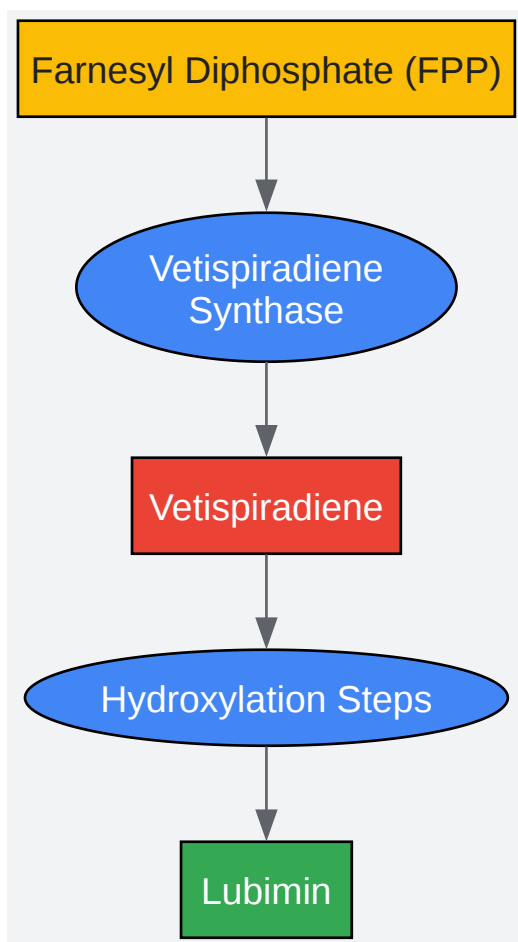 Farnesyl Diphosphate (FPP)
Vetispiradiene
Synthase
Vetispiradiene
Hydroxylation Steps
Lubimin